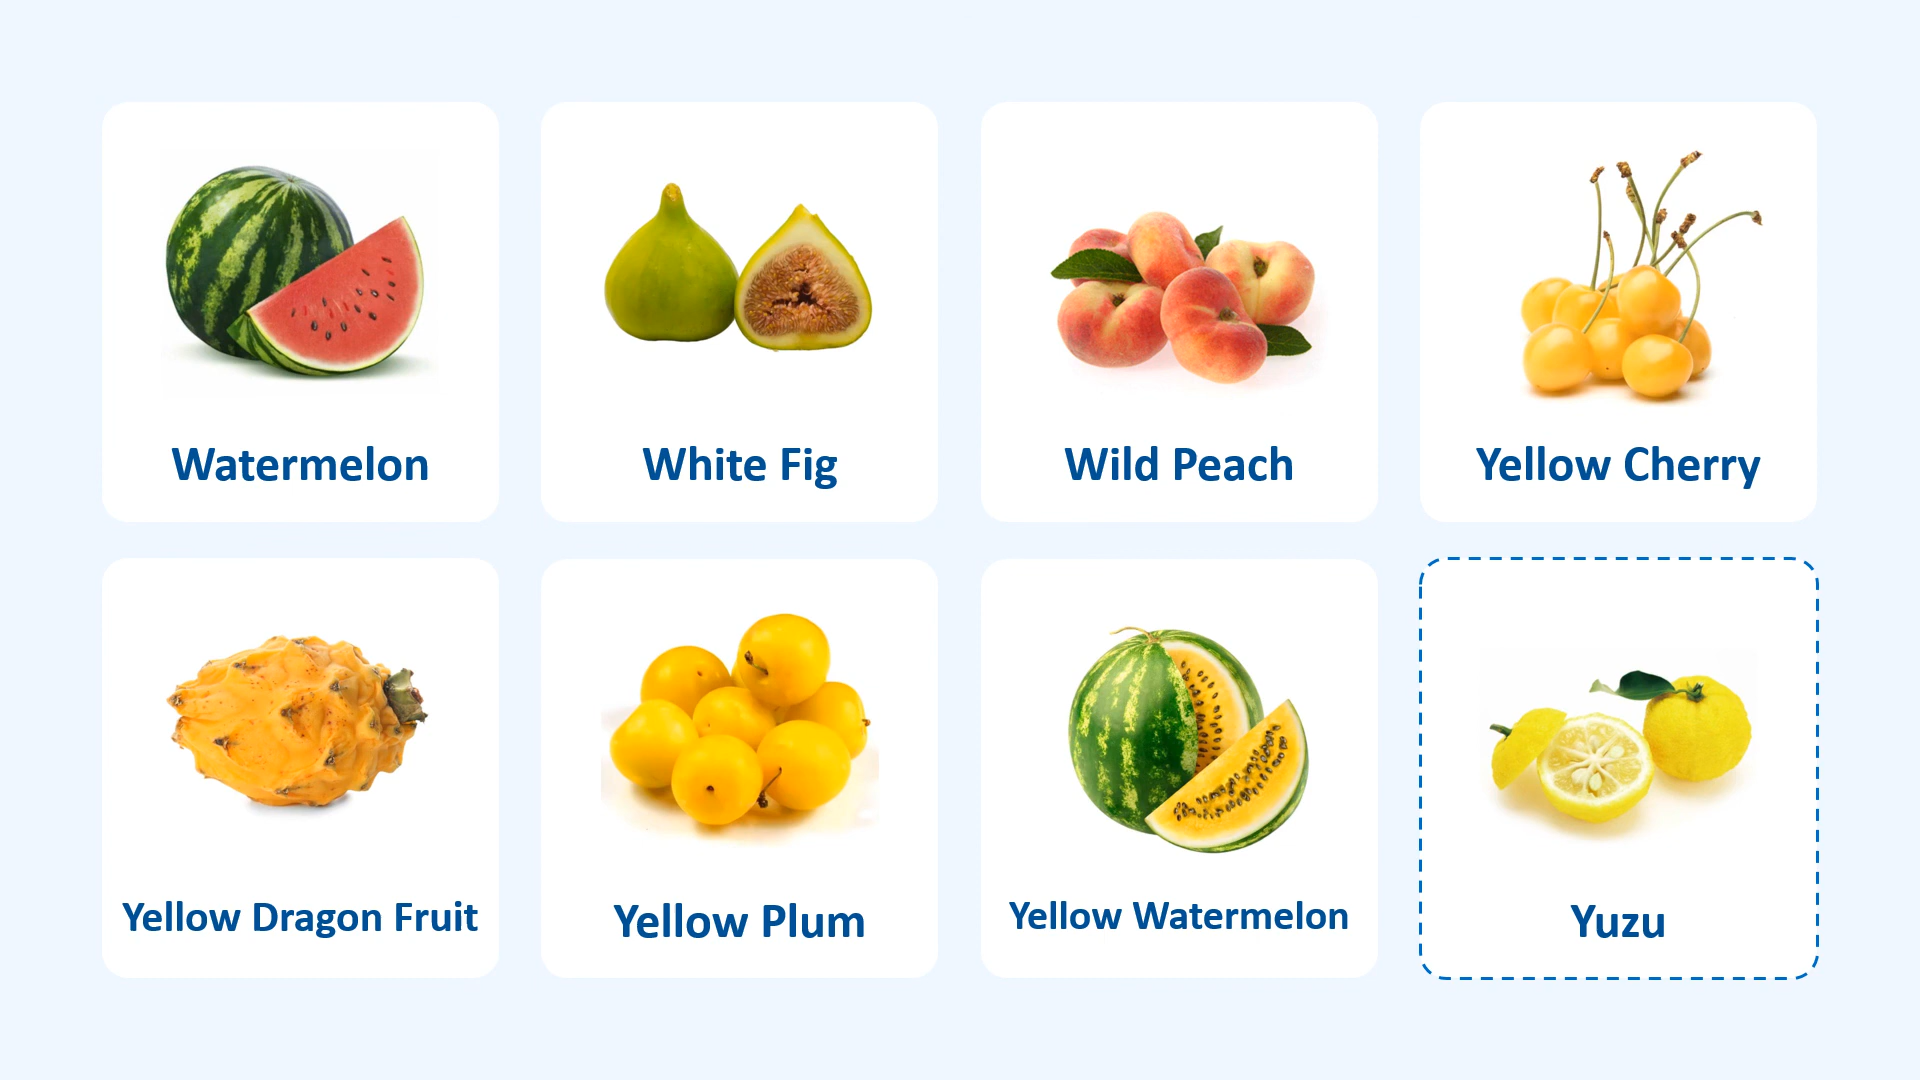 Watermelon
White Fig
Wild Peach
Yellow Cherry
Yellow Dragon Fruit
Yellow Plum
Yellow Watermelon
Yuzu